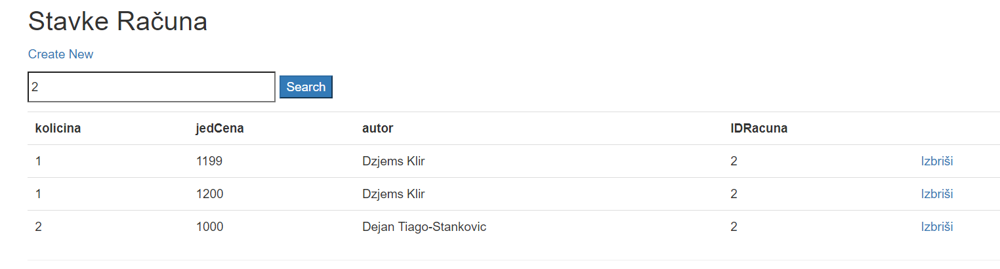 Stavke Računa
Create New
2 Search
kolicina jedCena autor IDRacuna
1 1199 Dzjems Klir 2 Izbriši
1 1200 Dzjems Klir 2 Izbriši
2 1000 Dejan Tiago-Stankovic 2 Izbriši